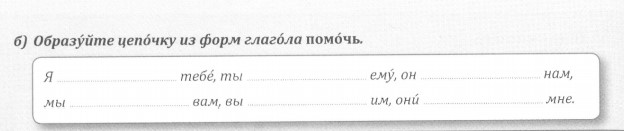 б) Образу́йте цепо́чку из форм глаго́ла помо́чь.
Я ........................ тебе́, ты ........................ ему́, он ........................ нам,
мы ........................ вам, вы ........................ им, они́ ........................ мне.